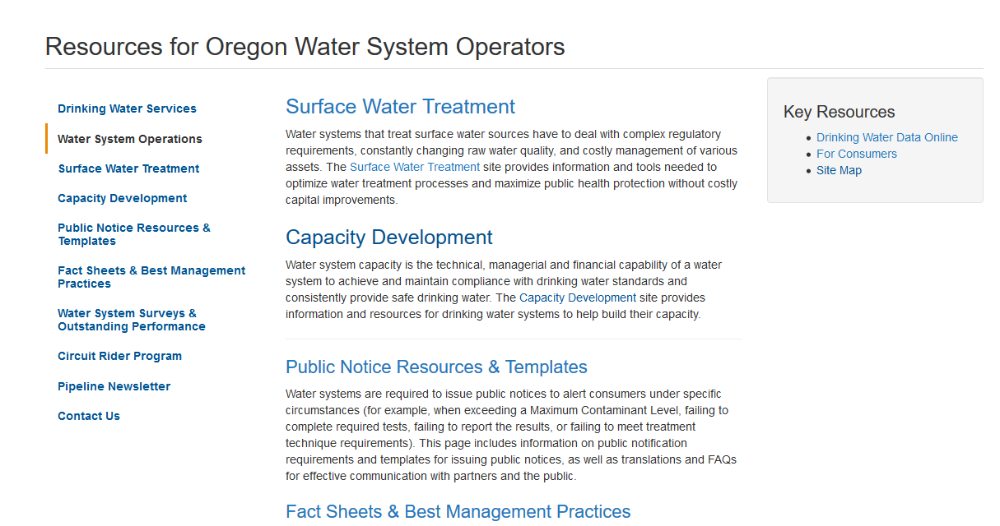 Resources for Oregon Water System Operators
Drinking Water Services
Water System Operations
Surface Water Treatment
Capacity Development
Public Notice Resources &
Templates
Fact Sheets & Best Management
Practices
Water System Surveys &
Outstanding Performance
Circuit Rider Program
Pipeline Newsletter
Contact Us
Surface Water Treatment
Water systems that treat surface water sources have to deal with complex regulatory
requirements, constantly changing raw water quality, and costly management of various
assets. The Surface Water Treatment site provides information and tools needed to
optimize water treatment processes and maximize public health protection without costly
capital improvements.
Capacity Development
Water system capacity is the technical, managerial and financial capability of a water
system to achieve and maintain compliance with drinking water standards and
consistently provide safe drinking water. The Capacity Development site provides
information and resources for drinking water systems to help build their capacity.
Public Notice Resources & Templates
Water systems are required to issue public notices to alert consumers under specific
circumstances (for example, when exceeding a Maximum Contaminant Level, failing to
complete required tests, failing to report the results, or failing to meet treatment
technique requirements). This page includes information on public notification
requirements and templates for issuing public notices, as well as translations and FAQs
for effective communication with partners and the public.
Fact Sheets & Best Management Practices
Key Resources
• Drinking Water Data Online
• For Consumers
• Site Map